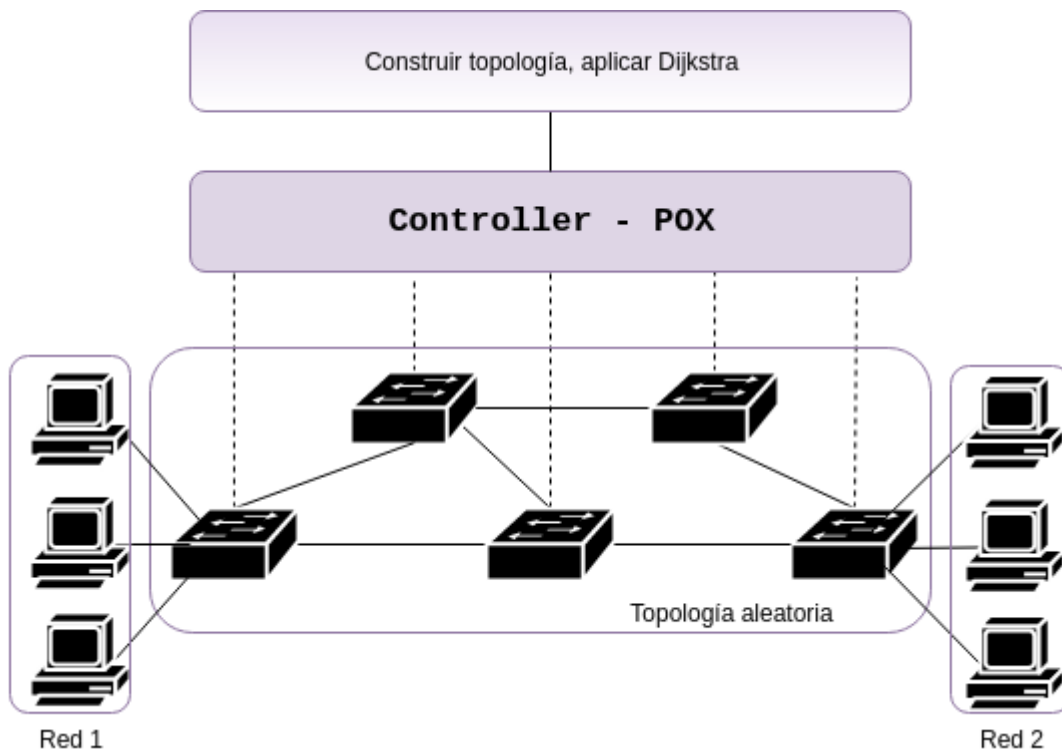 Construir topología, aplicar Dijkstra
Controller - POX
Topología aleatoria
Red 1
Red 2